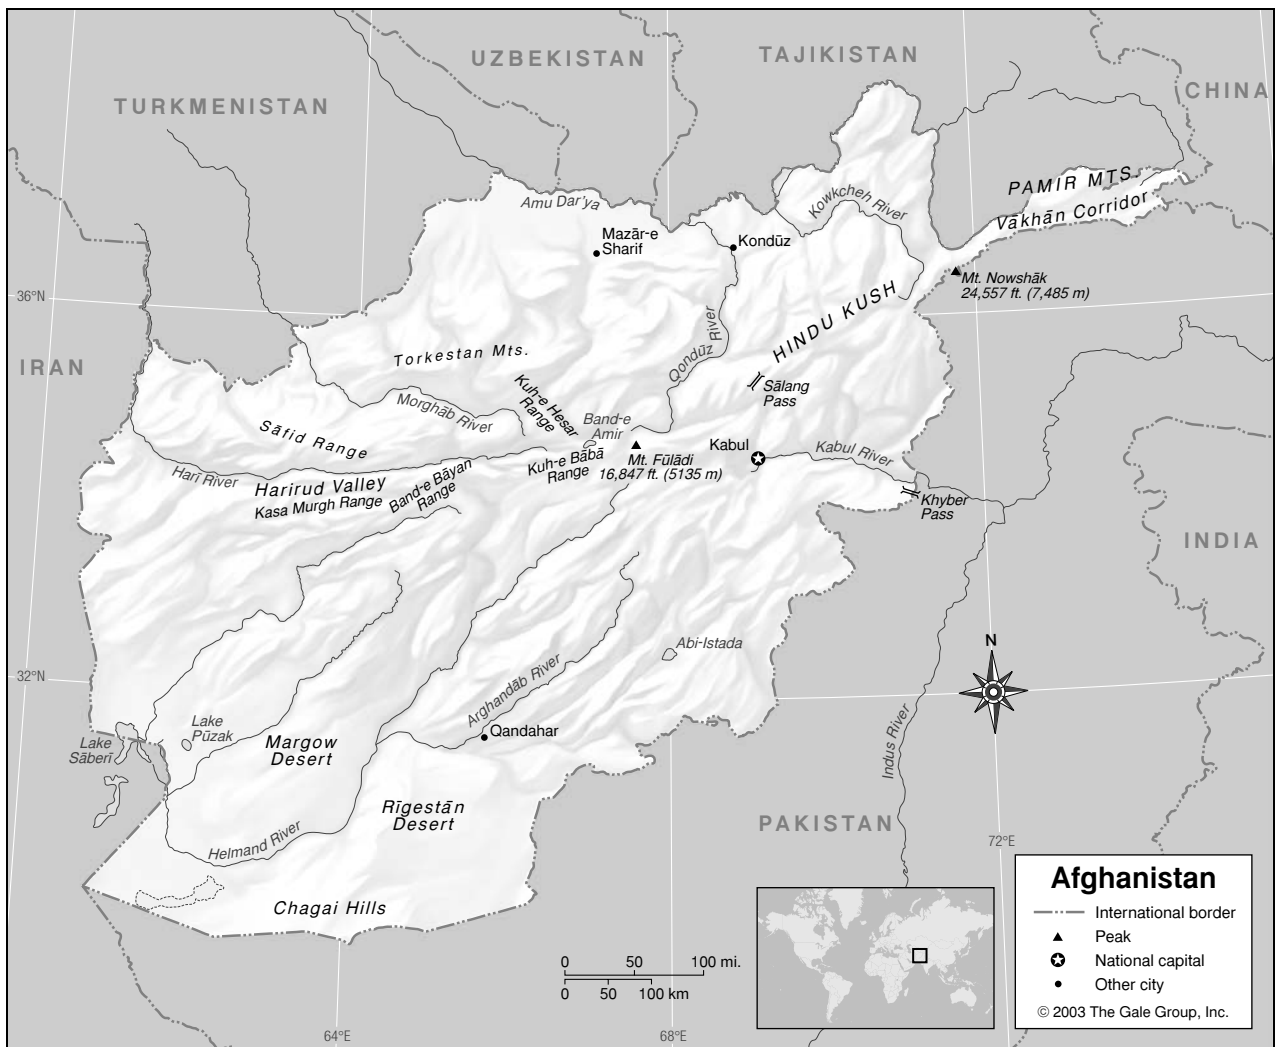 UZBEKISTAN
TAJIKISTAN
CHINA
TURKMENISTAN
PAMIR MTS.
Vākhān Corridor
Amu Dar'ya
Kowkcheh River
Mazār-e
Sharif
Kondūz
Mt. Nowshāk
24,557 ft. (7,485 m)
36°N
HINDU KUSH
IRAN
Torkestan Mts.
Qondūz River
Sālang
Pass
Kuh-e Hesar
Range
Morghāb River
Band-e
Amir
Sāfid Range
Kabul
Kabul River
Kuh-e Bābā
Range
Mt. Fūlādi
16,847 ft. (5135 m)
Hari River
Harirud Valley
Kasa Murgh Range
Band-e Bāyan
Range
Khyber
Pass
INDIA
N
Abi-Istada
32°N
Arghandāb River
Lake
Pūzak
Lake
Sāberī
Qandahar
Margow
Desert
Indus River
Rīgestān
Desert
PAKISTAN
Helmand River
72°E
Chagai Hills
Afghanistan
International border
Peak
National capital
Other city
© 2003 The Gale Group, Inc.
0 50 100 mi.
0 50 100 km
64°E
68°E